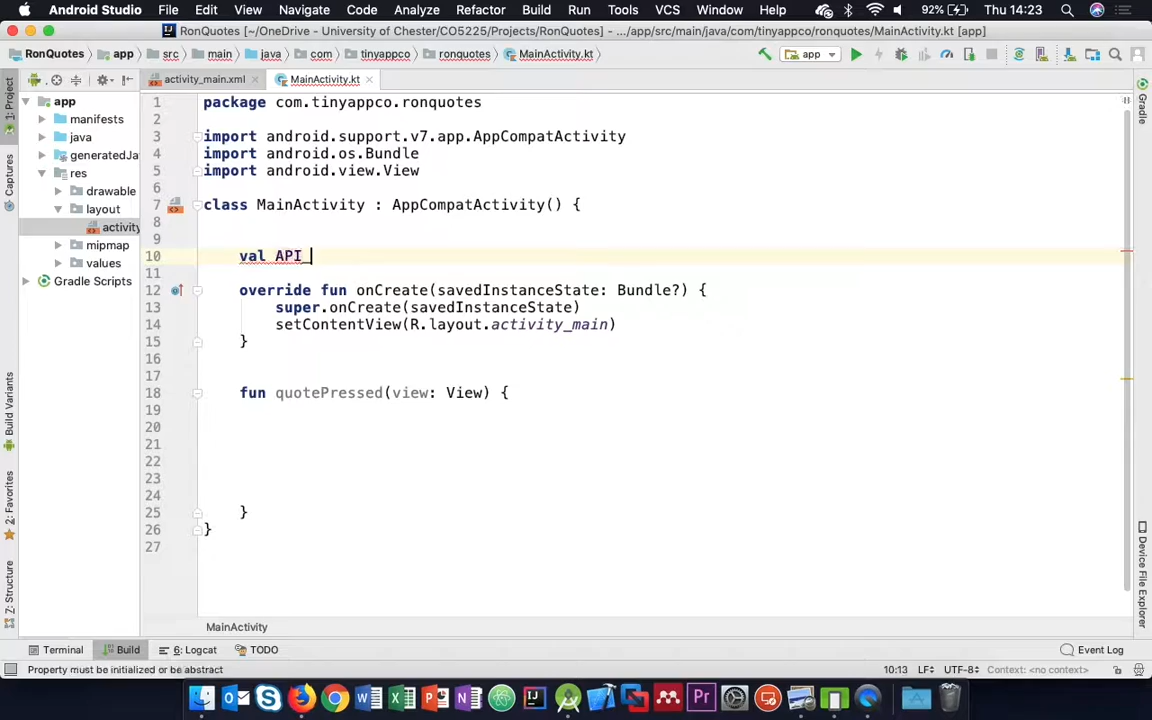 Android Studio File Edit View Navigate Code Analyze Refactor Build Run Tools VCS Window Help 92% Thu 14:23
RonQuotes [~/OneDrive - University of Chester/CO5225/Projects/RonQuotes] - .../app/src/main/java/com/tinyappco/ronquotes/MainActivity.kt [app]
RonQuotes app src main java com tinyappco ronquotes MainActivity.kt app
activity_main.xml MainActivity.kt
1: Project
Captures
Build Variants
2: Favorites
7: Structure
app
manifests
java
generatedJa
res
drawable
layout
activity
mipmap
values
Gradle Scripts
1 package com.tinyappco.ronquotes
2
3 import android.support.v7.app.AppCompatActivity
4 import android.os.Bundle
5 import android.view.View
6
7 class MainActivity : AppCompatActivity() {
8
9
10 val API_
11
12 override fun onCreate(savedInstanceState: Bundle?) {
13 super.onCreate(savedInstanceState)
14 setContentView(R.layout.activity_main)
15 }
16
17
18 fun quotePressed(view: View) {
19
20
21
22
23
24
25 }
26 }
27
Gradle
Device File Explorer
MainActivity
Terminal Build 6: Logcat TODO Event Log
Property must be initialized or be abstract 10:13 LF UTF-8 Context: <no context>